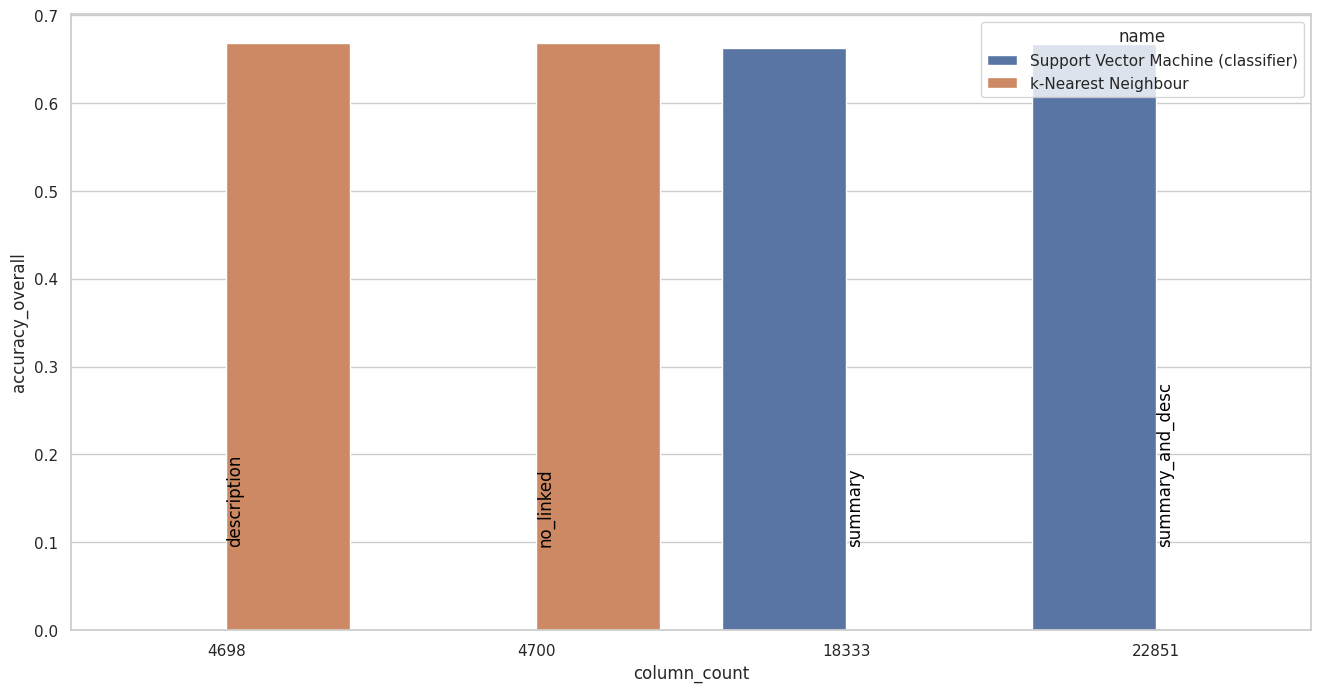 0.7
0.6
0.5
0.4
0.3
0.2
0.1
0.0
accuracy_overall
name
Support Vector Machine (classifier)
k-Nearest Neighbour
description
no_linked
summary
summary_and_desc
4698
4700
18333
22851
column_count